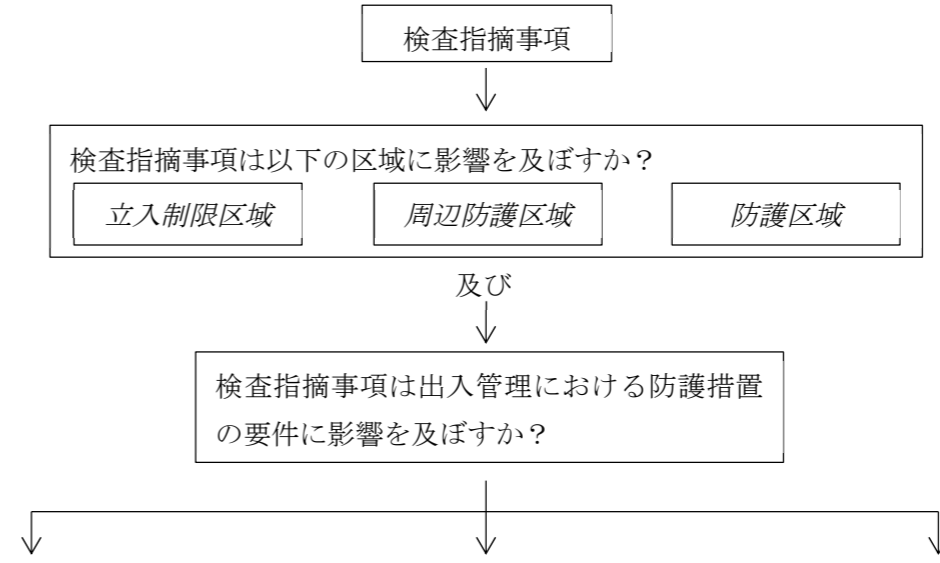 検査指摘事項
検査指摘事項は以下の区域に影響を及ぼすか？
立入制限区域 周辺防護区域 防護区域
及び
検査指摘事項は出入管理における防護措置
の要件に影響を及ぼすか？